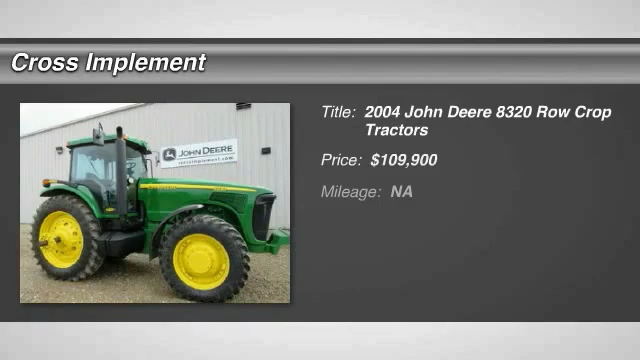 Cross Implement
Title: 2004 John Deere 8320 Row Crop
Tractors
Price: $109,900
Mileage: NA
JOHN DEERE